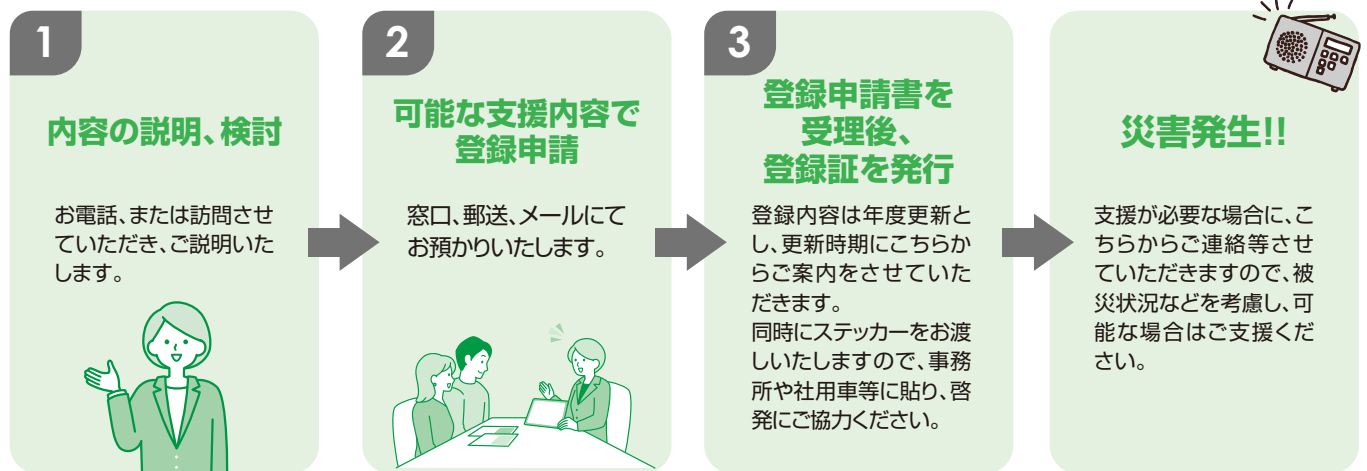 1
内容の説明、検討
お電話、または訪問させ
ていただき、ご説明いた
します。
2
可能な支援内容で
登録申請
窓口、郵送、メールにて
お預かりいたします。
3
登録申請書を
受理後、
登録証を発行
登録内容は年度更新と
し、更新時期にこちらか
らご案内をさせていた
だきます。
同時にステッカーをお渡
しいたしますので、事務
所や社用車等に貼り、啓
発にご協力ください。
災害発生!!
支援が必要な場合に、こ
ちらからご連絡等させ
ていただきますので、被
災状況などを考慮し、可
能な場合はご支援くだ
さい。